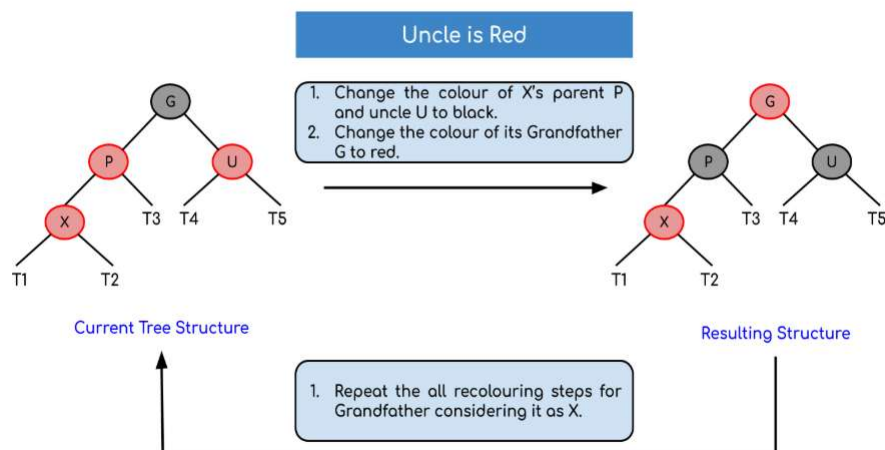 Uncle is Red
1. Change the colour of X's parent P
and uncle U to black.
2. Change the colour of its Grandfather
G to red.
G
P
U
X
T3
T4
T5
T1
T2
Current Tree Structure
G
P
U
X
T3
T4
T5
T1
T2
Resulting Structure
1. Repeat the all recolouring steps for
Grandfather considering it as X.